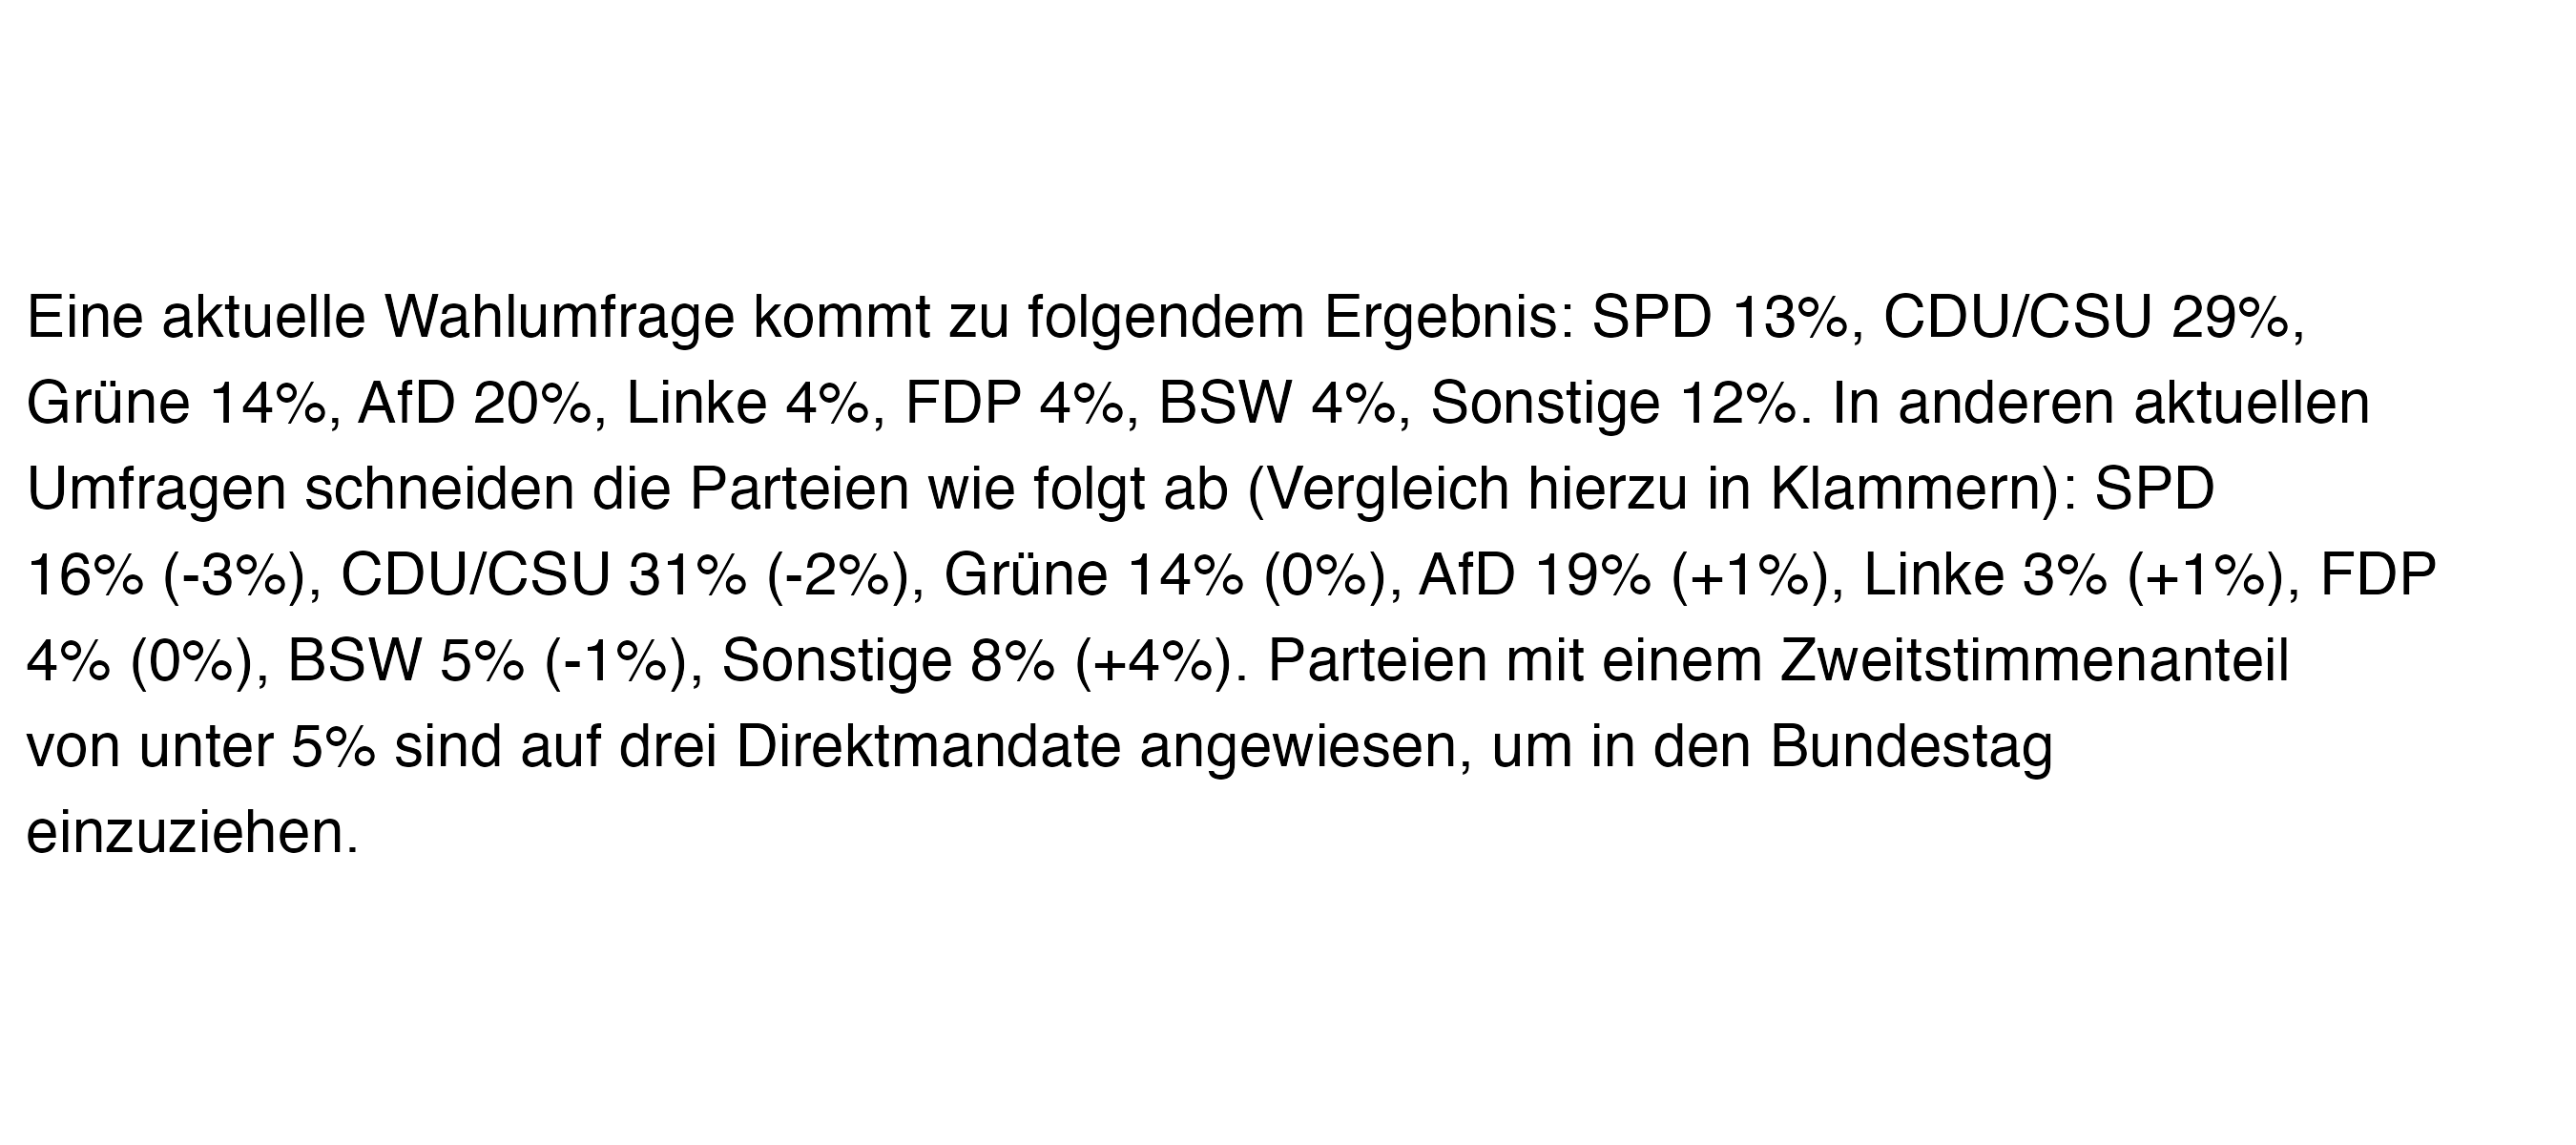 Eine aktuelle Wahlumfrage kommt zu folgendem Ergebnis: SPD 13%, CDU/CSU 29%,
Grüne 14%, AfD 20%, Linke 4%, FDP 4%, BSW 4%, Sonstige 12%. In anderen aktuellen
Umfragen schneiden die Parteien wie folgt ab (Vergleich hierzu in Klammern): SPD
16% (-3%), CDU/CSU 31% (-2%), Grüne 14% (0%), AfD 19% (+1%), Linke 3% (+1%), FDP
4% (0%), BSW 5% (-1%), Sonstige 8% (+4%). Parteien mit einem Zweitstimmenanteil
von unter 5% sind auf drei Direktmandate angewiesen, um in den Bundestag
einzuziehen.